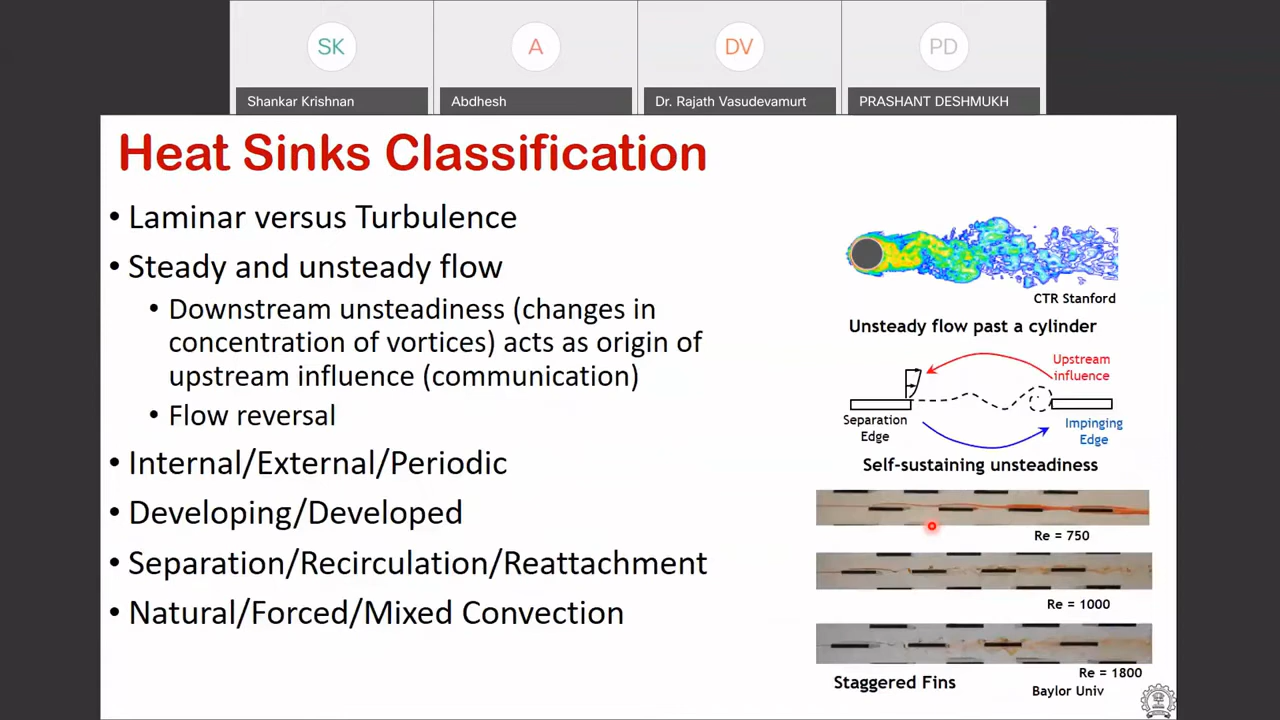 SK
A
DV
PD
Shankar Krishnan
Abdhesh
Dr. Rajath Vasudevamurt
PRASHANT DESHMUKH
Heat Sinks Classification
• Laminar versus Turbulence
• Steady and unsteady flow
• Downstream unsteadiness (changes in
concentration of vortices) acts as origin of
upstream influence (communication)
• Flow reversal
• Internal/External/Periodic
• Developing/Developed
• Separation/Recirculation/Reattachment
• Natural/Forced/Mixed Convection
CTR Stanford
Unsteady flow past a cylinder
Upstream
influence
Separation
Edge
Impinging
Edge
Self-sustaining unsteadiness
Re = 750
Re = 1000
Re = 1800
Staggered Fins
Baylor Univ